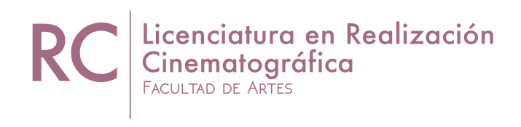 RC
Licenciatura en Realización
Cinematográfica
FACULTAD DE ARTES